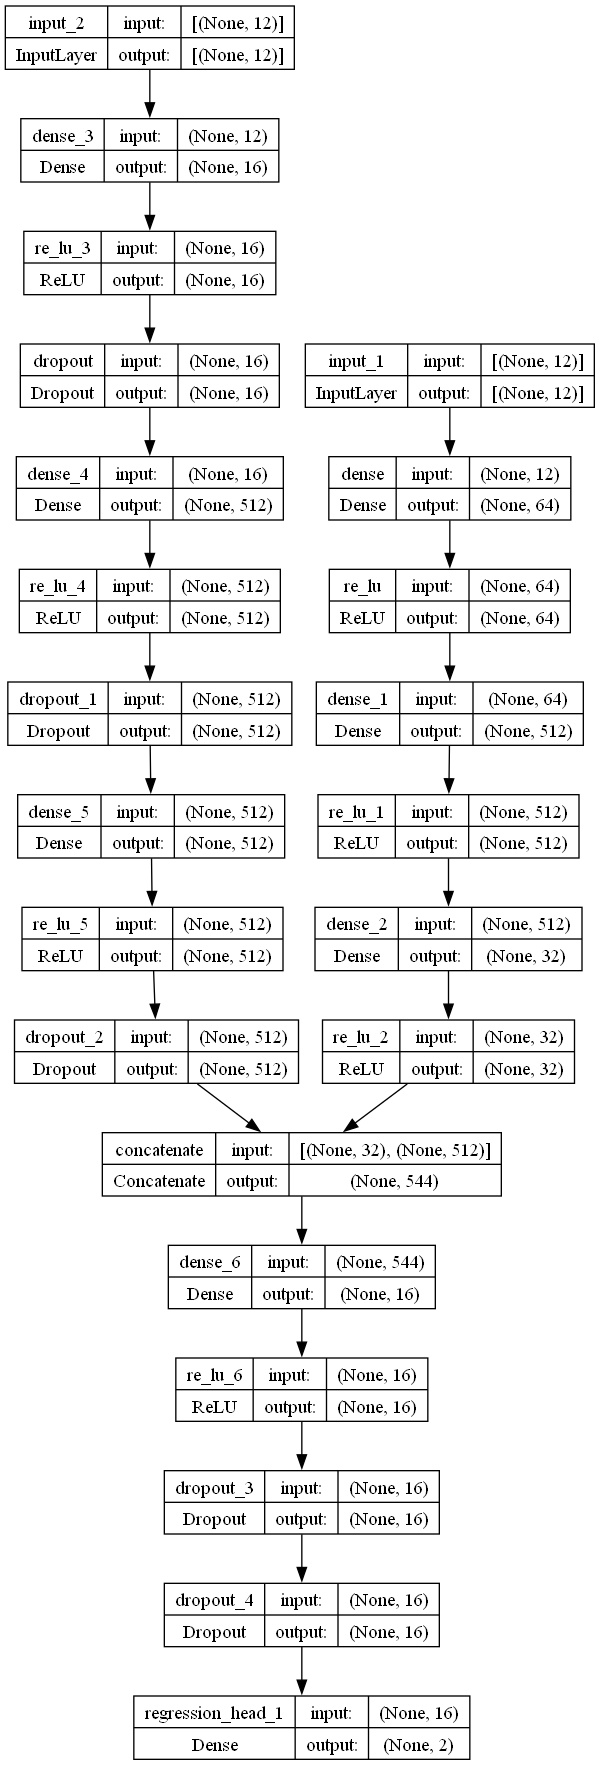 input_2 input: [(None, 12)]
InputLayer output: [(None, 12)]
dense_3 input: (None, 12)
Dense output: (None, 16)
re_lu_3 input: (None, 16)
ReLU output: (None, 16)
dropout input: (None, 16)
Dropout output: (None, 16)
input_1 input: [(None, 12)]
InputLayer output: [(None, 12)]
dense_4 input: (None, 16)
Dense output: (None, 512)
dense input: (None, 12)
Dense output: (None, 64)
re_lu_4 input: (None, 512)
ReLU output: (None, 512)
re_lu input: (None, 64)
ReLU output: (None, 64)
dropout_1 input: (None, 512)
Dropout output: (None, 512)
dense_1 input: (None, 64)
Dense output: (None, 512)
dense_5 input: (None, 512)
Dense output: (None, 512)
re_lu_1 input: (None, 512)
ReLU output: (None, 512)
re_lu_5 input: (None, 512)
ReLU output: (None, 512)
dense_2 input: (None, 512)
Dense output: (None, 32)
dropout_2 input: (None, 512)
Dropout output: (None, 512)
re_lu_2 input: (None, 32)
ReLU output: (None, 32)
concatenate input: [(None, 32), (None, 512)]
Concatenate output: (None, 544)
dense_6 input: (None, 544)
Dense output: (None, 16)
re_lu_6 input: (None, 16)
ReLU output: (None, 16)
dropout_3 input: (None, 16)
Dropout output: (None, 16)
dropout_4 input: (None, 16)
Dropout output: (None, 16)
regression_head_1 input: (None, 16)
Dense output: (None, 2)